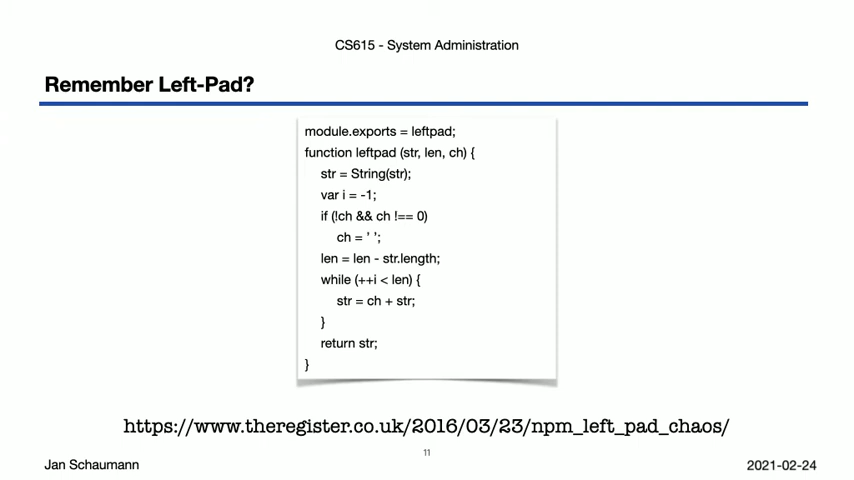 CS615 - System Administration
Remember Left-Pad?
module.exports = leftpad;
function leftpad (str, len, ch) {
str = String(str);
var i = -1;
if (!ch && ch !== 0)
ch = ’ ’;
len = len - str.length;
while (++i < len) {
str = ch + str;
}
return str;
}
https://www.theregister.co.uk/2016/03/23/npm_left_pad_chaos/
11
Jan Schaumann
2021-02-24